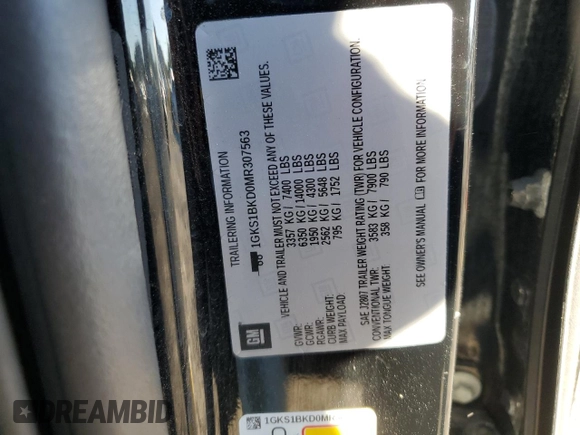 TRAILERING INFORMATION
1GKS1BKD0MR307563
VEHICLE AND TRAILER MUST NOT EXCEED ANY OF THESE VALUES.
GVWR: 3357 KG/ 7400 LBS
GCWR: 6350 KG/14000 LBS
RGAWR: 1950 KG/ 4300 LBS
CURB WEIGHT: 2562 KG/ 5648 LBS
MAX PAYLOAD: 795 KG/ 1752 LBS
SAE J2807 TRAILER WEIGHT RATING (TWR) FOR VEHICLE CONFIGURATION.
CONVENTIONAL TWR: 3583 KG/ 7900 LBS
MAX TONGUE WEIGHT 358 KG/ 790 LBS
SEE OWNER'S MANUAL FOR MORE INFORMATION
GM
1GKS1BKD0MR
DREAMBID